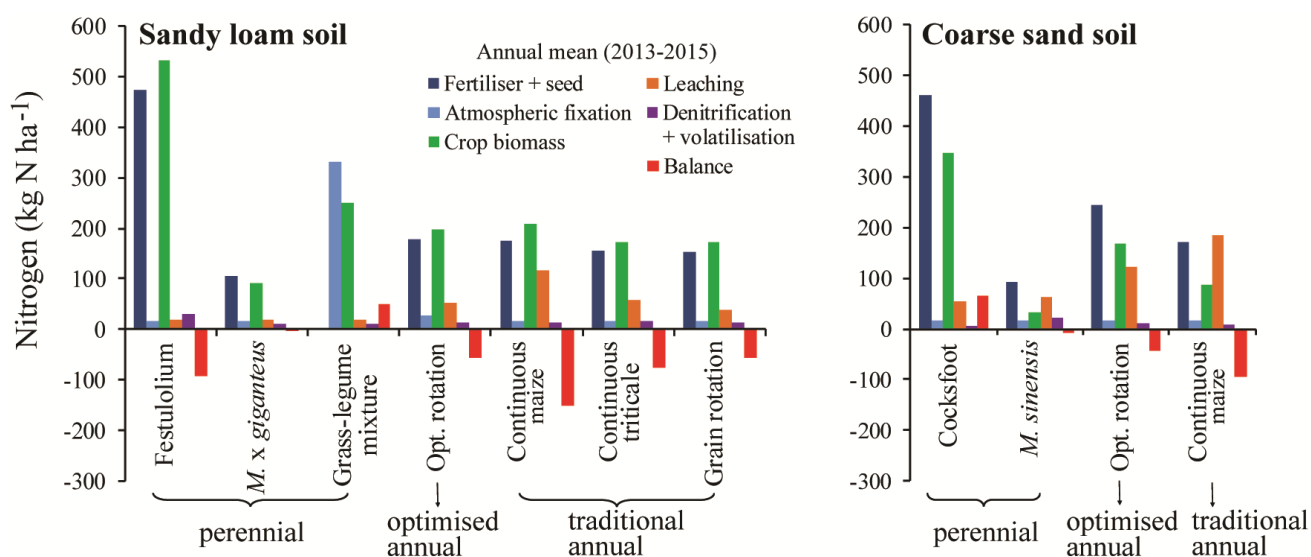 Sandy loam soil
Annual mean (2013-2015)
Fertiliser + seed
Atmospheric fixation
Crop biomass
Leaching
Denitrification
+ volatilisation
Balance
Nitrogen (kg N ha-1)
600
500
400
300
200
100
0
-100
-200
-300
Festulolium
M. x giganteus
Grass-legume
mixture
Opt. rotation
Continuous
maize
Continuous
triticale
Grain rotation
perennial
optimised
annual
traditional
annual
Coarse sand soil
600
500
400
300
200
100
0
-100
-200
-300
Cocksfoot
M. sinensis
Opt. rotation
Continuous
maize
perennial
optimised
annual
traditional
annual